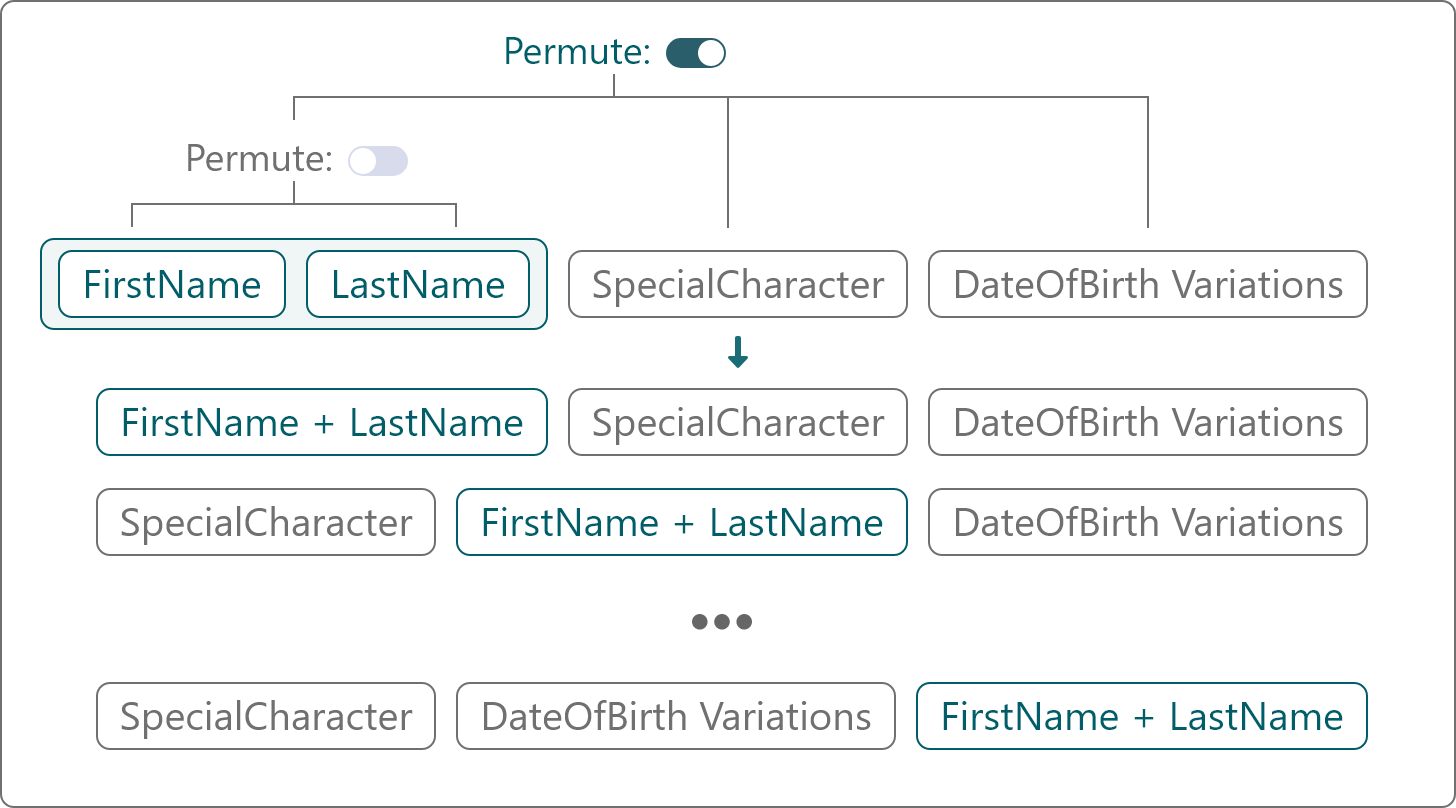 Permute:
Permute:
FirstName LastName SpecialCharacter DateOfBirth Variations
FirstName + LastName SpecialCharacter DateOfBirth Variations
SpecialCharacter FirstName + LastName DateOfBirth Variations
SpecialCharacter DateOfBirth Variations FirstName + LastName